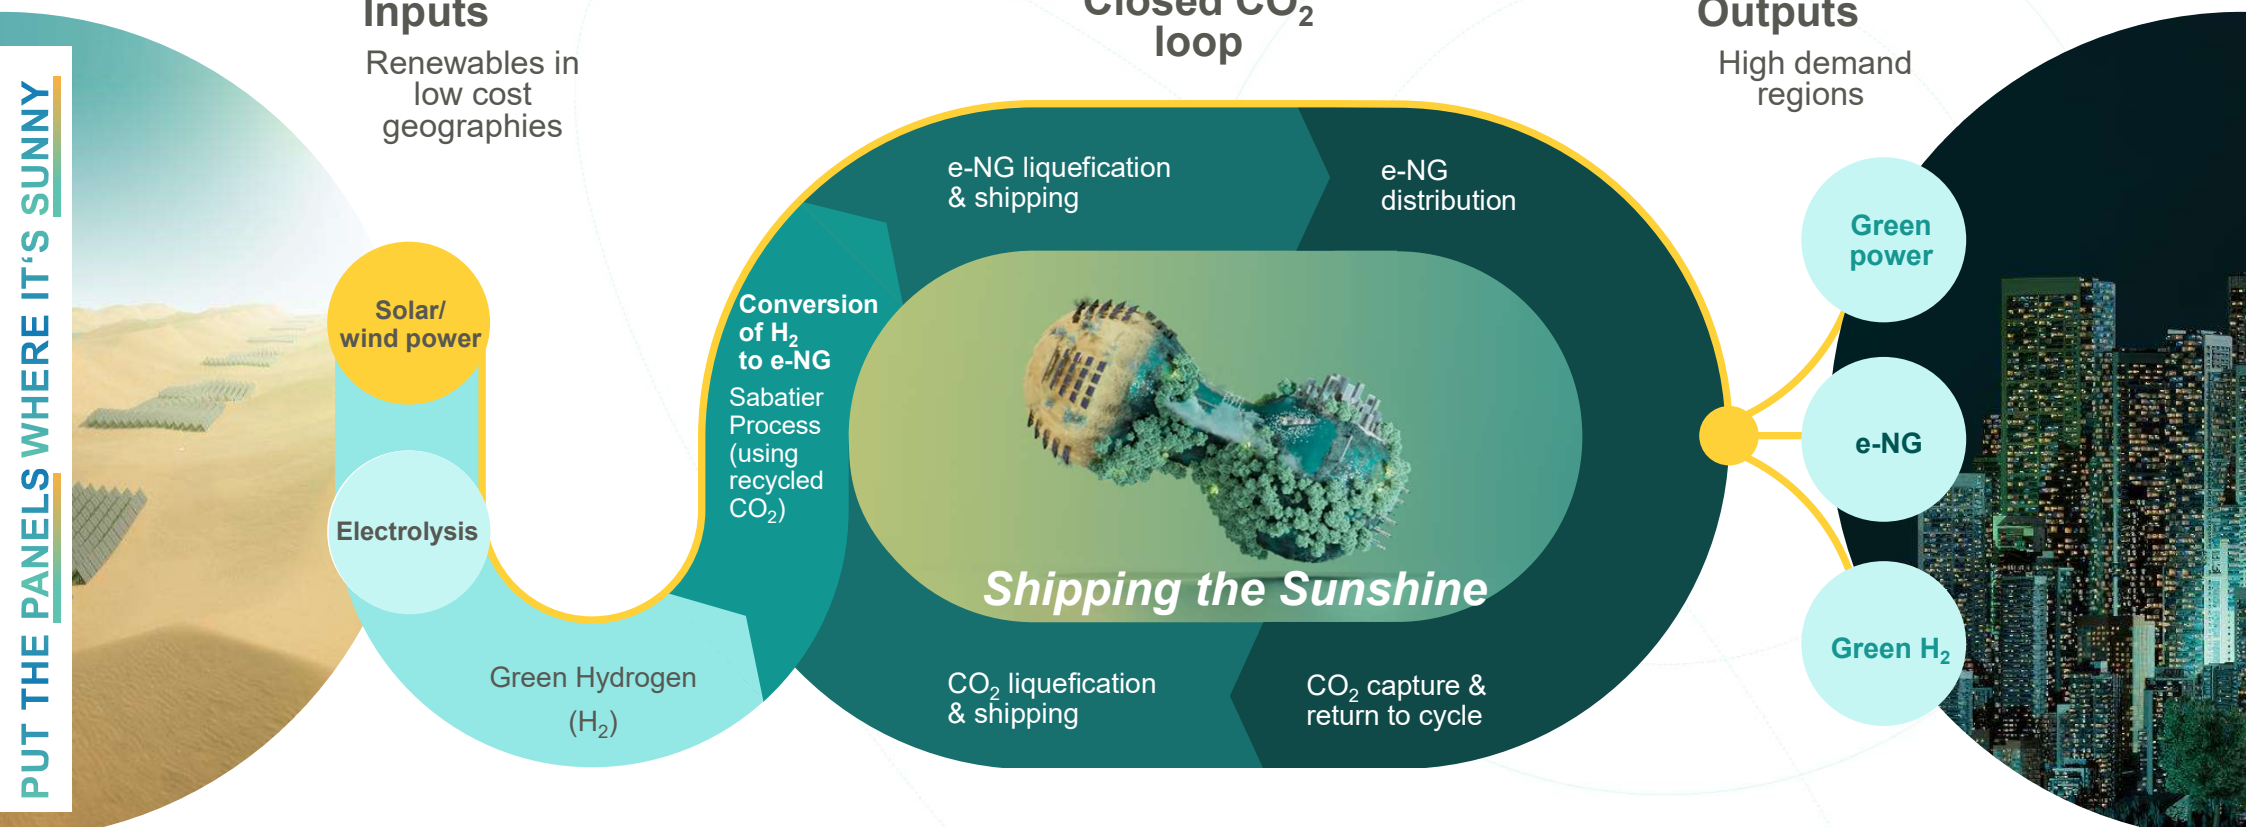 PUT THE PANELS WHERE IT‘S SUNNY
Inputs
Renewables in
low cost
geographies
Solar/
wind power
Electrolysis
Green Hydrogen
(H₂)
Closed CO₂
loop
Conversion
of H₂
to e-NG
Sabatier
Process
(using
recycled
CO₂)
e-NG liquefication
& shipping
e-NG
distribution
Shipping the Sunshine
CO₂ liquefication
& shipping
CO₂ capture &
return to cycle
Outputs
High demand
regions
Green
power
e-NG
Green H₂